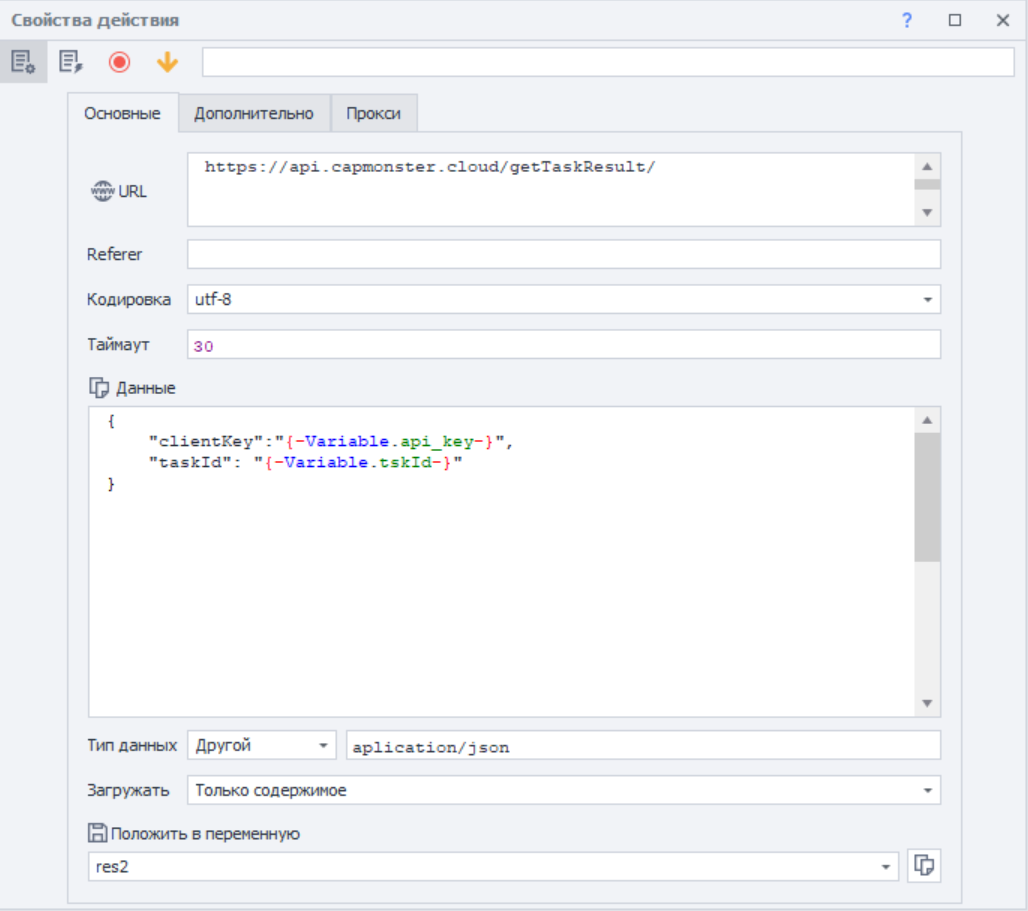 Свойства действия
?
Основные Дополнительно Прокси
www URL https://api.capmonster.cloud/getTaskResult/
Referer
Кодировка utf-8
Таймаут 30
Данные
{
"clientKey":"{-Variable.api_key-}",
"taskId": "{-Variable.tskId-}"
}
Тип данных Другой aplication/json
Загружать Только содержимое
Положить в переменную
res2